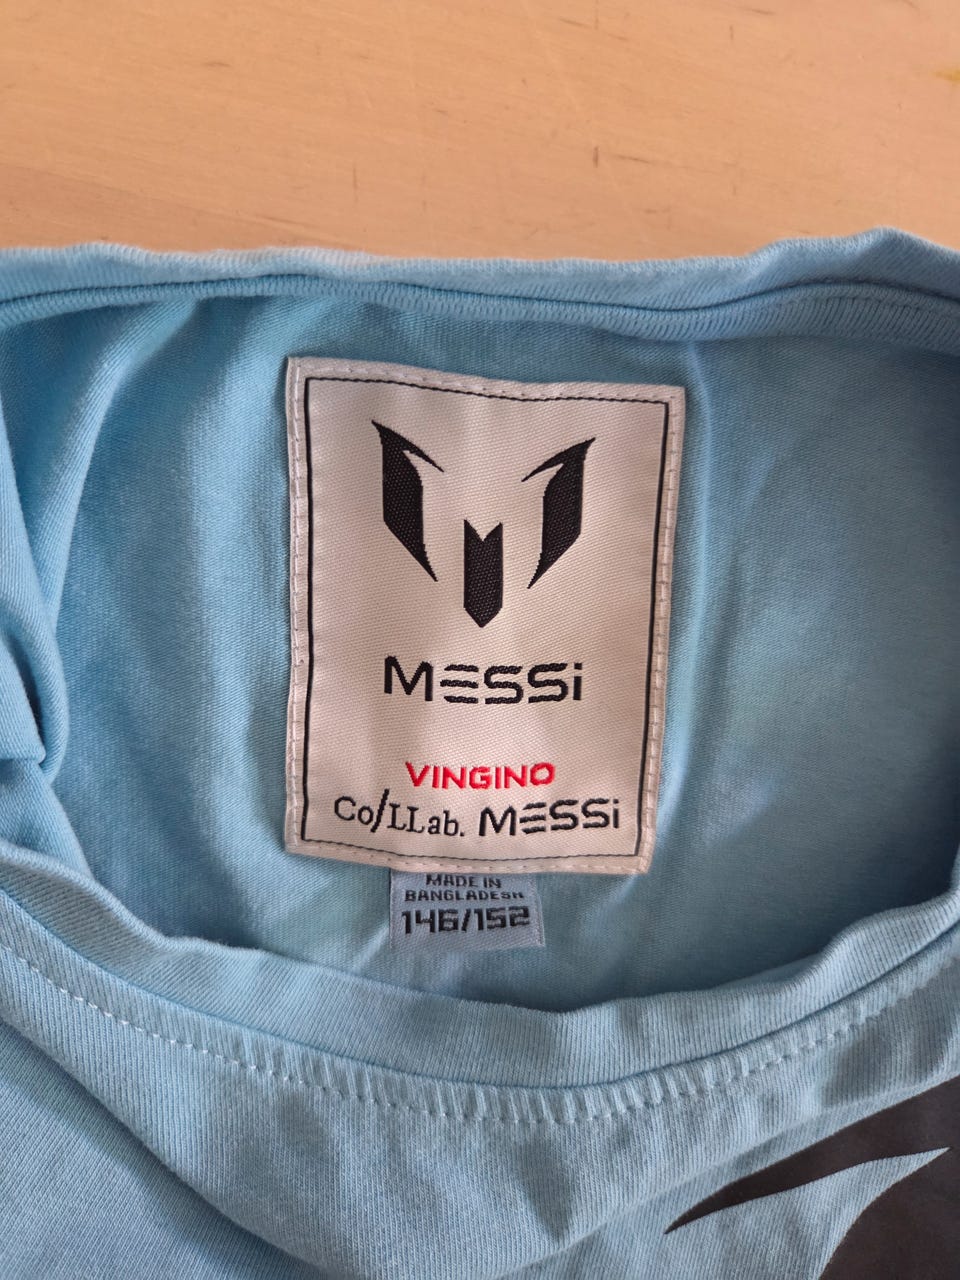 MESSi
VINGINO
Co/LLab. MESSi
MADE IN
BANGLADESH
146/152